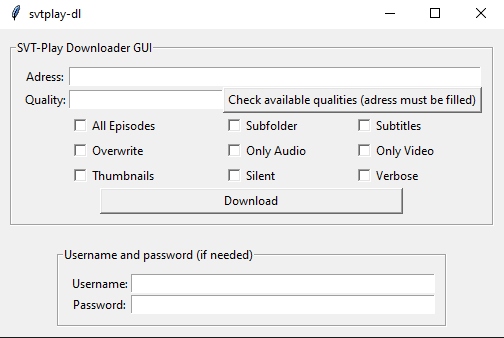 svtplay-dl
SVT-Play Downloader GUI
Adress:
Quality: Check available qualities (adress must be filled)
All Episodes Subfolder Subtitles
Overwrite Only Audio Only Video
Thumbnails Silent Verbose
Download
Username and password (if needed)
Username:
Password: